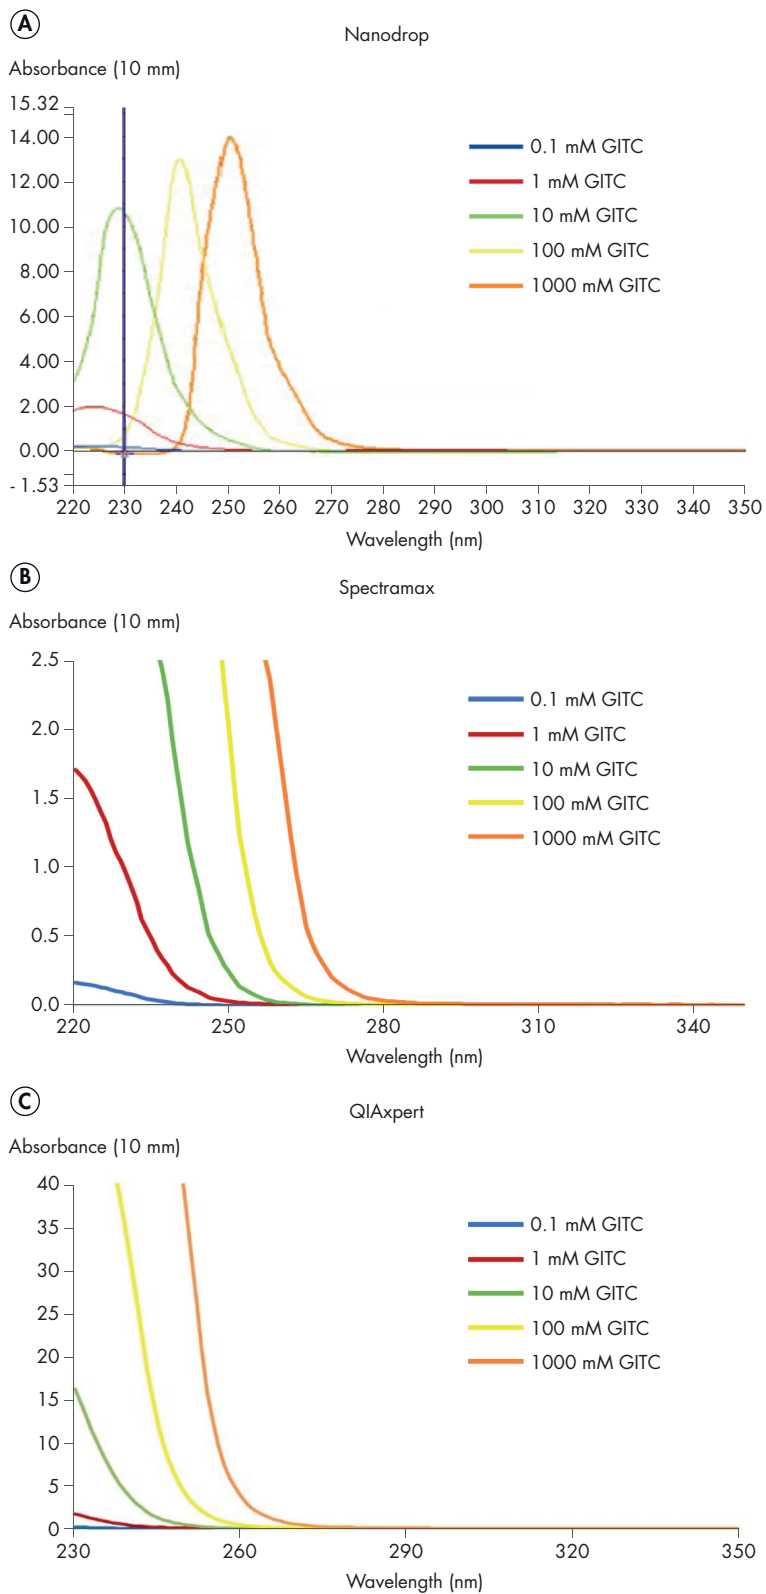 A
Nanodrop
Absorbance (10 mm)
15.32
14.00
12.00
10.00
8.00
6.00
4.00
2.00
0.00
- 1.53
0.1 mM GITC
1 mM GITC
10 mM GITC
100 mM GITC
1000 mM GITC
220 230 240 250 260 270 280 290 300 310 320 330 340 350
Wavelength (nm)
B
Spectramax
Absorbance (10 mm)
2.5
2.0
1.5
1.0
0.5
0.0
0.1 mM GITC
1 mM GITC
10 mM GITC
100 mM GITC
1000 mM GITC
220 250 280 310 340
Wavelength (nm)
C
QIAxpert
Absorbance (10 mm)
40
35
30
25
20
15
10
5
0
0.1 mM GITC
1 mM GITC
10 mM GITC
100 mM GITC
1000 mM GITC
230 260 290 320 350
Wavelength (nm)